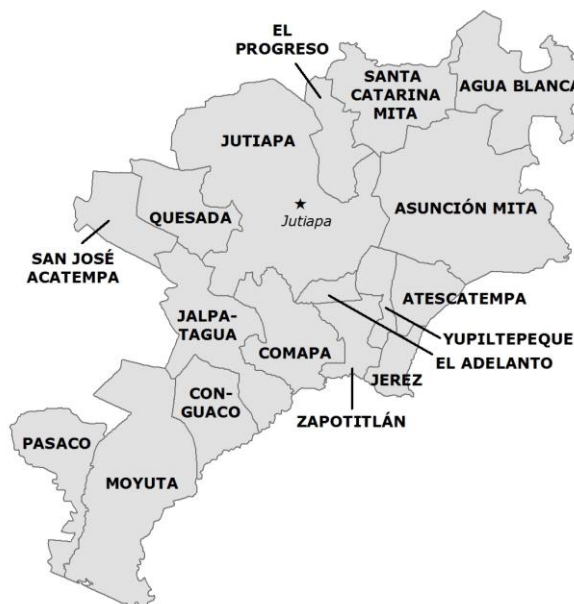 EL
PROGRESO
SANTA
CATARINA
MITA
AGUA BLANCA
JUTIAPA
QUESADA
ASUNCIÓN MITA
Jutiapa
SAN JOSÉ
ACATEMPA
ATESCATEMPA
JALPA-
TAGUA
YUPILTEPEQUE
COMAPA
EL ADELANTO
JEREZ
CON-
GUACO
ZAPOTITLÁN
PASACO
MOYUTA